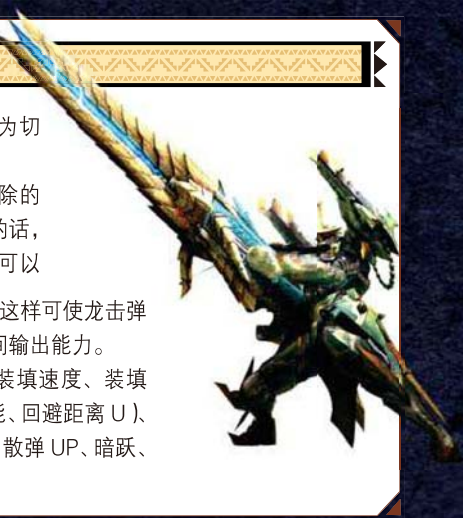 为切
除的
的话，
可以
这样可使龙击弹
间输出能力。
装填速度、装填
能、回避距离 U )、
散弹 UP、暗跃、